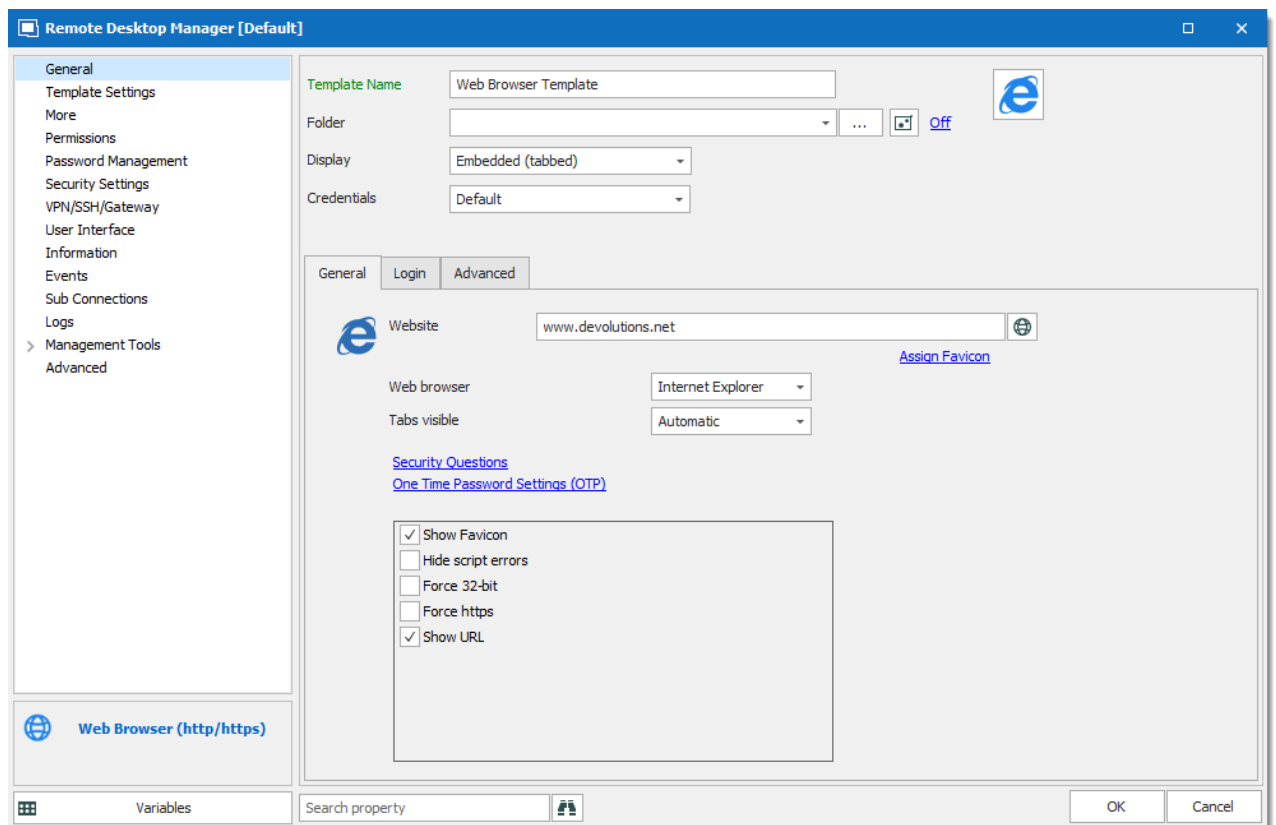 Remote Desktop Manager [Default]
General
Template Settings
More
Permissions
Password Management
Security Settings
VPN/SSH/Gateway
User Interface
Information
Events
Sub Connections
Logs
Management Tools
Advanced
Web Browser (http/https)
Variables
Template Name Web Browser Template
Folder ... Off
Display Embedded (tabbed)
Credentials Default
General Login Advanced
Website www.devolutions.net
Assign Favicon
Web browser Internet Explorer
Tabs visible Automatic
Security Questions
One Time Password Settings (OTP)
Show Favicon
Hide script errors
Force 32-bit
Force https
Show URL
Search property
OK Cancel